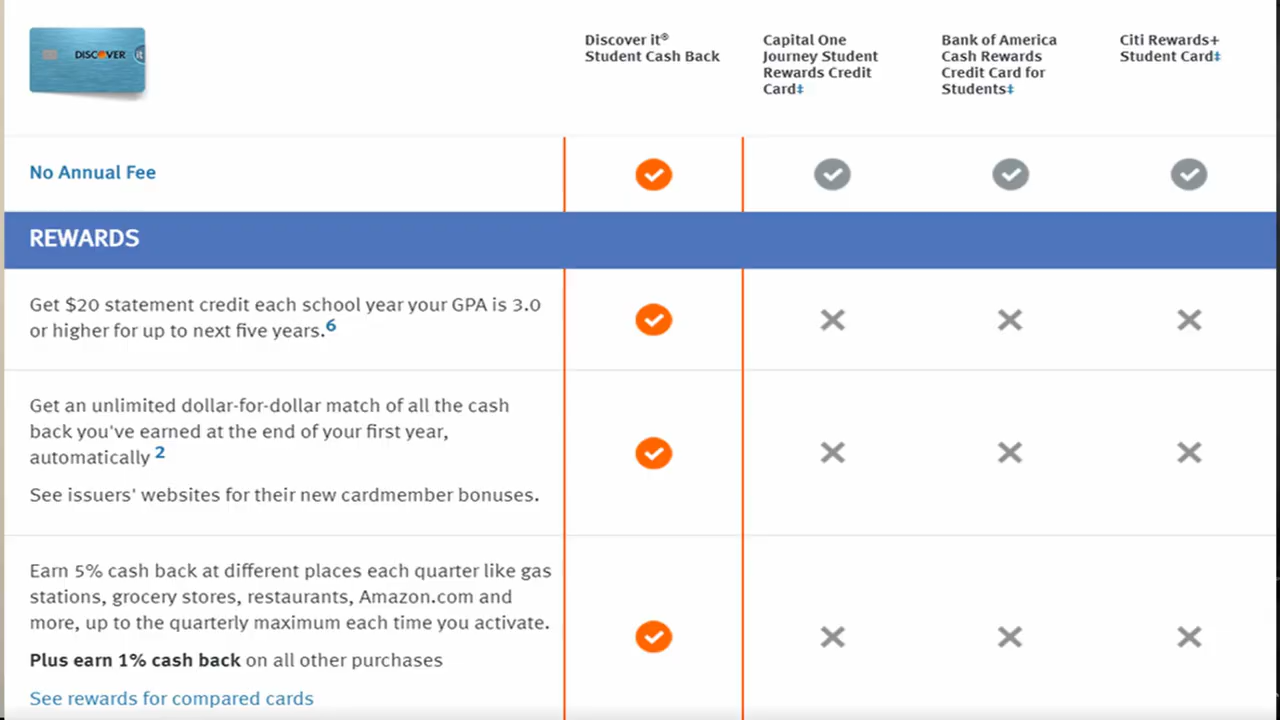 DISCOVER it
Discover it®
Student Cash Back
Capital One
Journey Student
Rewards Credit
Card‡
Bank of America
Cash Rewards
Credit Card for
Students‡
Citi Rewards+
Student Card‡
No Annual Fee
REWARDS
Get $20 statement credit each school year your GPA is 3.0
or higher for up to next five years.6
Get an unlimited dollar-for-dollar match of all the cash
back you've earned at the end of your first year,
automatically 2
See issuers' websites for their new cardmember bonuses.
Earn 5% cash back at different places each quarter like gas
stations, grocery stores, restaurants, Amazon.com and
more, up to the quarterly maximum each time you activate.
Plus earn 1% cash back on all other purchases
See rewards for compared cards